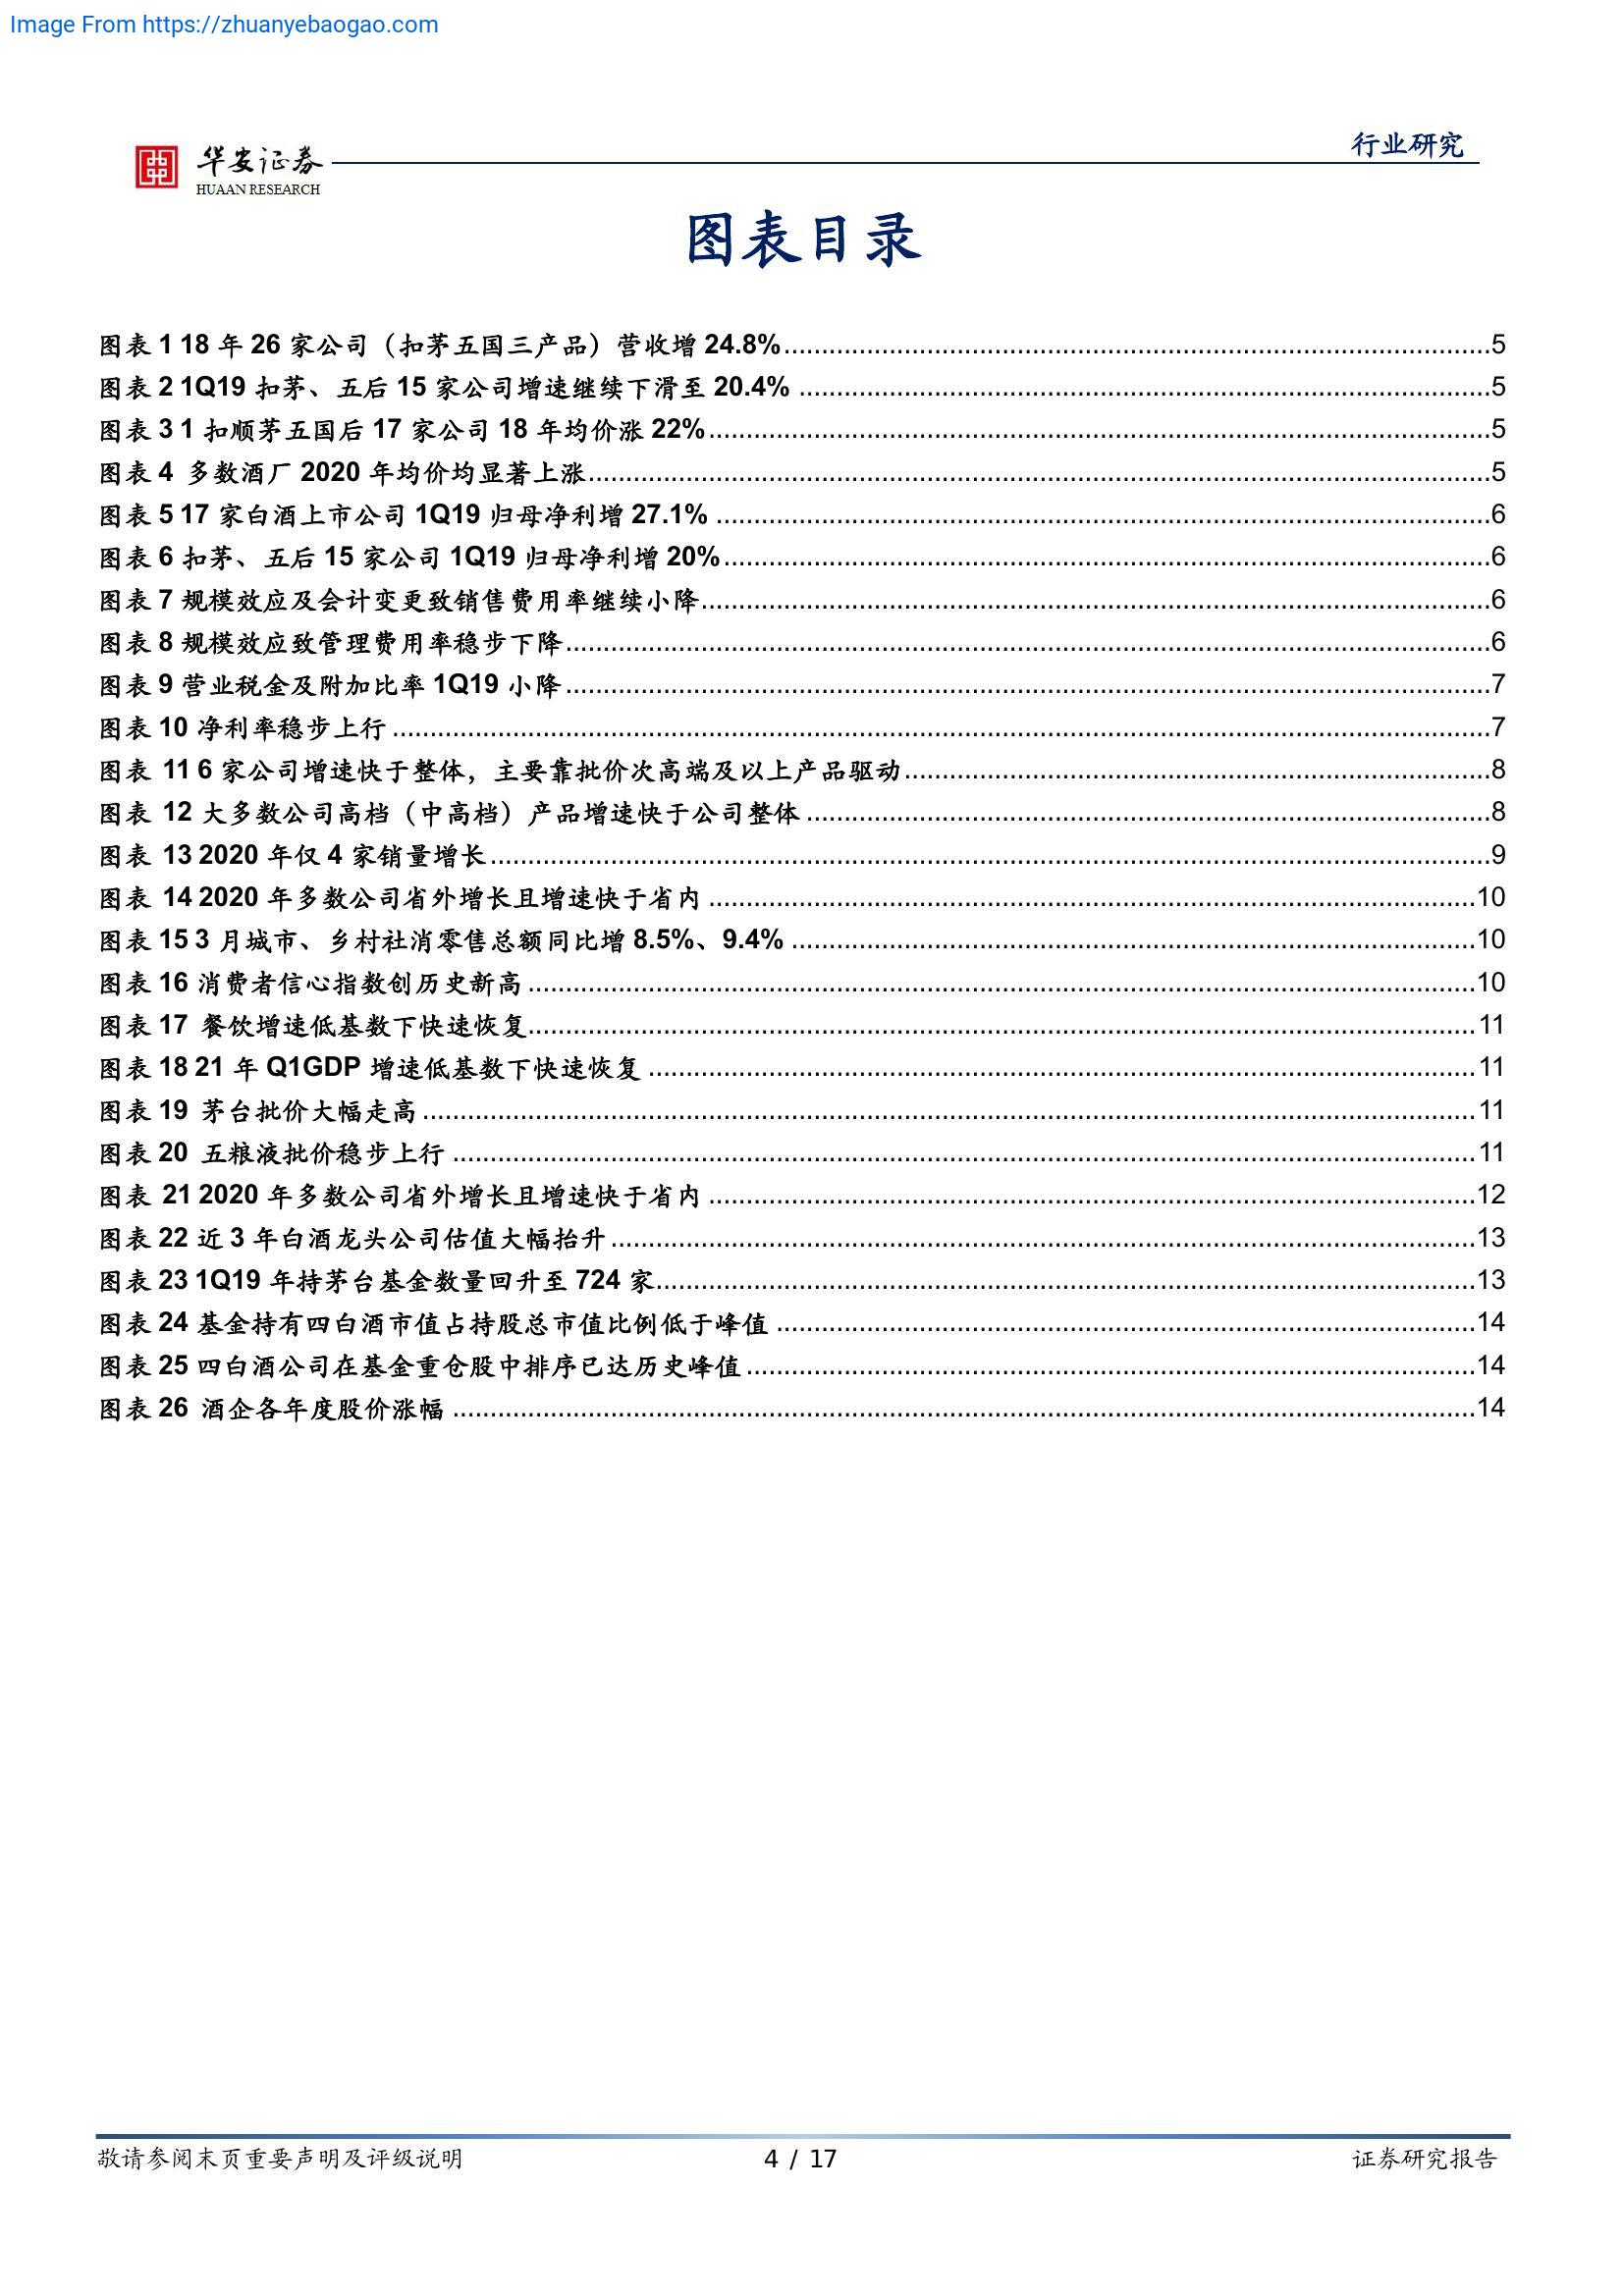 Image From https://zhuanyebaogao.com
行业研究
华安证券
HUAAN RESEARCH
图表目录
图表 1 18 年 26 家公司（扣茅五国三产品）营收增 24.8%......5
图表 2 1Q19 扣茅、五后 15 家公司增速继续下滑至 20.4% ......5
图表 3 1 扣顺茅五国后 17 家公司 18 年均价涨 22%......5
图表 4 多数酒厂 2020 年均价均显著上涨......5
图表 5 17 家白酒上市公司 1Q19 归母净利增 27.1% ......6
图表 6 扣茅、五后 15 家公司 1Q19 归母净利增 20%......6
图表 7 规模效应及会计变更致销售费用率继续小降......6
图表 8 规模效应致管理费用率稳步下降......6
图表 9 营业税金及附加比率 1Q19 小降......7
图表 10 净利率稳步上行 ......7
图表 11 6 家公司增速快于整体，主要靠批价次高端及以上产品驱动......8
图表 12 大多数公司高档（中高档）产品增速快于公司整体 ......8
图表 13 2020 年仅 4 家销量增长......9
图表 14 2020 年多数公司省外增长且增速快于省内 ......10
图表 15 3 月城市、乡村社消零售总额同比增 8.5%、9.4% ......10
图表 16 消费者信心指数创历史新高 ......10
图表 17 餐饮增速低基数下快速恢复......11
图表 18 21 年 Q1GDP 增速低基数下快速恢复 ......11
图表 19 茅台批价大幅走高 ......11
图表 20 五粮液批价稳步上行 ......11
图表 21 2020 年多数公司省外增长且增速快于省内 ......12
图表 22 近 3 年白酒龙头公司估值大幅抬升 ......13
图表 23 1Q19 年持茅台基金数量回升至 724 家......13
图表 24 基金持有四白酒市值占持股总市值比例低于峰值 ......14
图表 25 四白酒公司在基金重仓股中排序已达历史峰值 ......14
图表 26 酒企各年度股价涨幅 ......14
敬请参阅末页重要声明及评级说明
4 / 17
证券研究报告